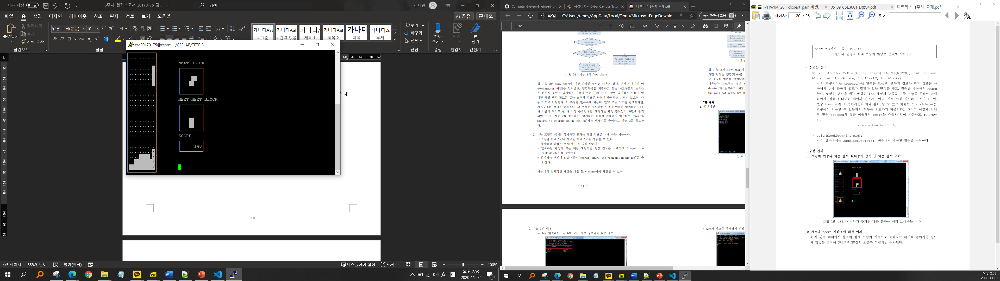 자동 저장 끔
6주차_결과보고서_20170175_김...
검색
김태안
파일 홈 삽입 디자인 레이아웃 참조 편지 검토 보기 도움말
공유 메모
붙여넣기
잘라내기
복사
서식 복사
클립보드
맑은 고딕(본문) 10
글꼴
가나다AaI 가나다AaI 가나다/ 가나다Aa 가나다 가나다A
표준 간격 없음 제목 1 제목 2 제목 부제
찾기
바꾸기
선택
편집
받아쓰기
음성
민감도
민감도
편집기
편집기
cse20170175@cspro: ~/CSELAB/TETRIS
NEXT BLOCK
NEXT NEXT BLOCK
SCORE
140
하지
4
4/5 페이지 558개 단어 영어(미국)
디스플레이 설정 포커스 100%
오후 2:53
2020-11-02
Computer-System-Engineering-
서강대학교 Cyber Campus Syste
테트리스 2주차 교재.pdf
파일 C:/Users/tenny/AppData/Local/Temp/MicrosoftEdgeDownlo...
동기화하지 않음
8 의 12
information
All the
nodes are
visited?
Not found
matched name?
Print
"search failure:
no information in
the list"
List ranks
by a specific
name end
[그림 32] 기능 2의 flow chart
위 기능 2의 flow chart에 대한 간략한 설명은 다음과 같다. 먼저 사용자의 이
름(character 배열)을 입력받고, 랭킹목록을 저장하고 있는 자료구조의 노드들
을 하나씩 보면서 일치하는 이름이 있는지 체크한다. 만약 일치하는 이름이 있
다면 해당 랭킹 정보를 갖는 노드의 정보를 화면에 출력하고 그렇지 않으면, 다
음 노드로 이동한다. 이 과정을 반복하게 되는데, 만약 모든 노드를 탐색했다면,
자료구조의 탐색을 종료한다. 그 후에는 입력받은 사용자 이름과 일치하는 사용
자 이름이 적어도 한 개 이상 존재한다면, 해당하는 랭킹 정보들이 화면에 출력
되었으므로, 기능 2를 종료하고, 일치하는 이름이 존재하지 않는다면, "search
failure: no information in the list"라는 메세지를 출력하고 기능 2를 종료한
다.
2. 기능 3(랭킹 삭제): 삭제하길 원하는 랭킹 정보를 삭제 하는 기능이다.
- 구축된 자료구조나 새로운 자료구조를 사용할 수 있다.
- 삭제하길 원하는 랭킹(정수)을 입력 받는다.
- 일치하는 랭킹이 있을 때는 해당하는 랭킹 정보를 삭제하고, "result: the
rank deleted"를 출력한다.
- 일치하는 랭킹이 없을 때는 "search failure: the rank not in the list"를 출
력한다.
기능 3의 전체적인 과정은 다음 flow chart에서 확인할 수 있다.
- 41 -
Delete the nod
from your data
structure
Print "result:
the rank delete
Delete a
specific
rank X end
[그림 3
위 기능 3의 flow chart에
하길 원하는 랭킹(정수)을 
당 랭킹이 범위를 벗어나지
대응하는 자료구조 내의 노
deleted"를 출력하고, 해당
the rank not in the list"를
- 구현 결과
1. 입력파일
[그림
2. 기능 2의 예제
- Jacob을 입력하여 Jacob의 모든 랭킹 정보들을 찾는 경우
- Kim의 정보를 삭제하기 위해
오후 2:53
2020-11-02
PHW04_20F_closest_pair_비번....
05_09_CSE3081_D&C4.pdf
테트리스 1주차 교재.pdf
페이지: 20 / 26
찾기:
score = (지워진 줄 수)²×100
+ (필드와 블록의 아래 부분이 맞닿은 면적의 수)×10
- 수정할 함수
☞ int AddBlockToField(char field[HEIGHT][WIDTH], int current
Block, int blockRotate, int blockY, int blockX);
- 이 함수에서는 touched라는 변수를 만들고, 블록의 정보와 필드 정보를 사
용해서 현재 블록과 필드가 맞닿아 있는 면적을 세고, 점수를 계산해서 return
한다. 맞닿은 면적을 세는 방법은 4×4 배열의 블록을 이중 loop를 통해서 탐색
하면서, 블록 나타내는 배열의 원소가 1이고, 바로 아래 필드의 요소가 1이면,
변수 touched를 1 증가시킨다(이와 같이 할 수 있는 이유는 CheckToMove()
함수에서 이동할 수 있는지의 여부를 체크하기 때문이다). 그리고 이렇게 얻어
진 변수 touched의 값을 이용해서 score는 다음과 같이 계산하고, return한
다.
score = touched * 10;
☞ void BlockDown(int sig);
- 이 함수에서는 AddBlockToField() 함수에서 계산된 점수를 누적한다.
- 구현 결과
1. 그림자 기능과 다음 블록 보여주기 상자 및 다음 블록 추가
NEXT BLOCK
SCORE
[그림 16] 그림자 기능과 추가된 다음 블록을 미리 보여주는 상자
2. 새로운 score 계산법에 대한 예제
- 아래 왼쪽 예제에서 블록이 현재 그림자 기능으로 보여지는 위치에 놓여지면 필드
와 맞닿은 면적이 3이므로 30점이 오른쪽 그림처럼 추가된다.
오후 2:53
2020-11-02